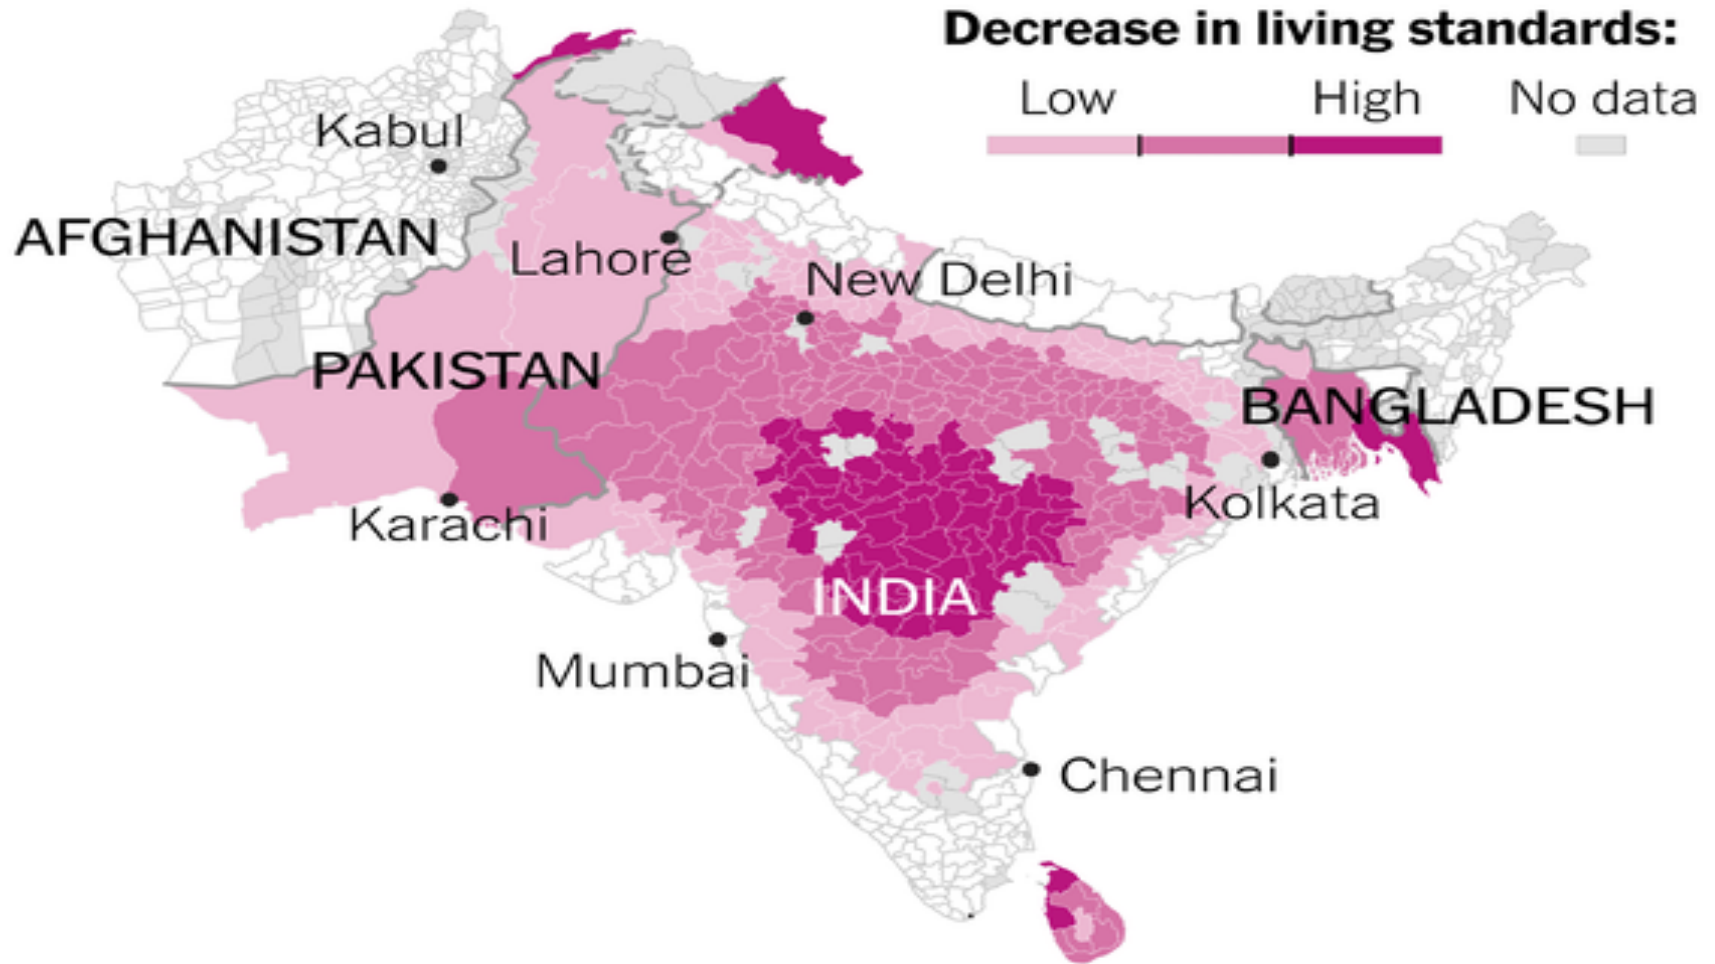 Decrease in living standards:
Low High No data
Kabul
AFGHANISTAN
Lahore
New Delhi
PAKISTAN
BANGLADESH
Kolkata
Karachi
INDIA
Mumbai
Chennai